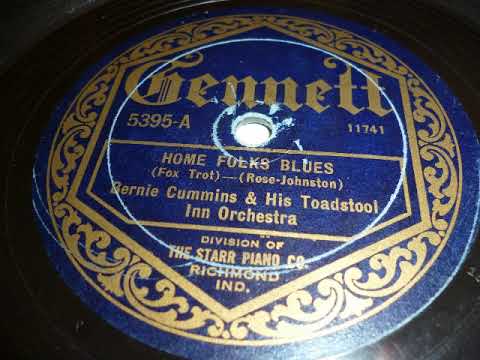 Gennett
5395-A
11741
HOME FOLKS BLUES
(Fox Trot)—(Rose-Johnston)
Bernie Cummins & His Toadstool
Inn Orchestra
DIVISION OF
THE STARR PIANO CO.
RICHMOND
IND.